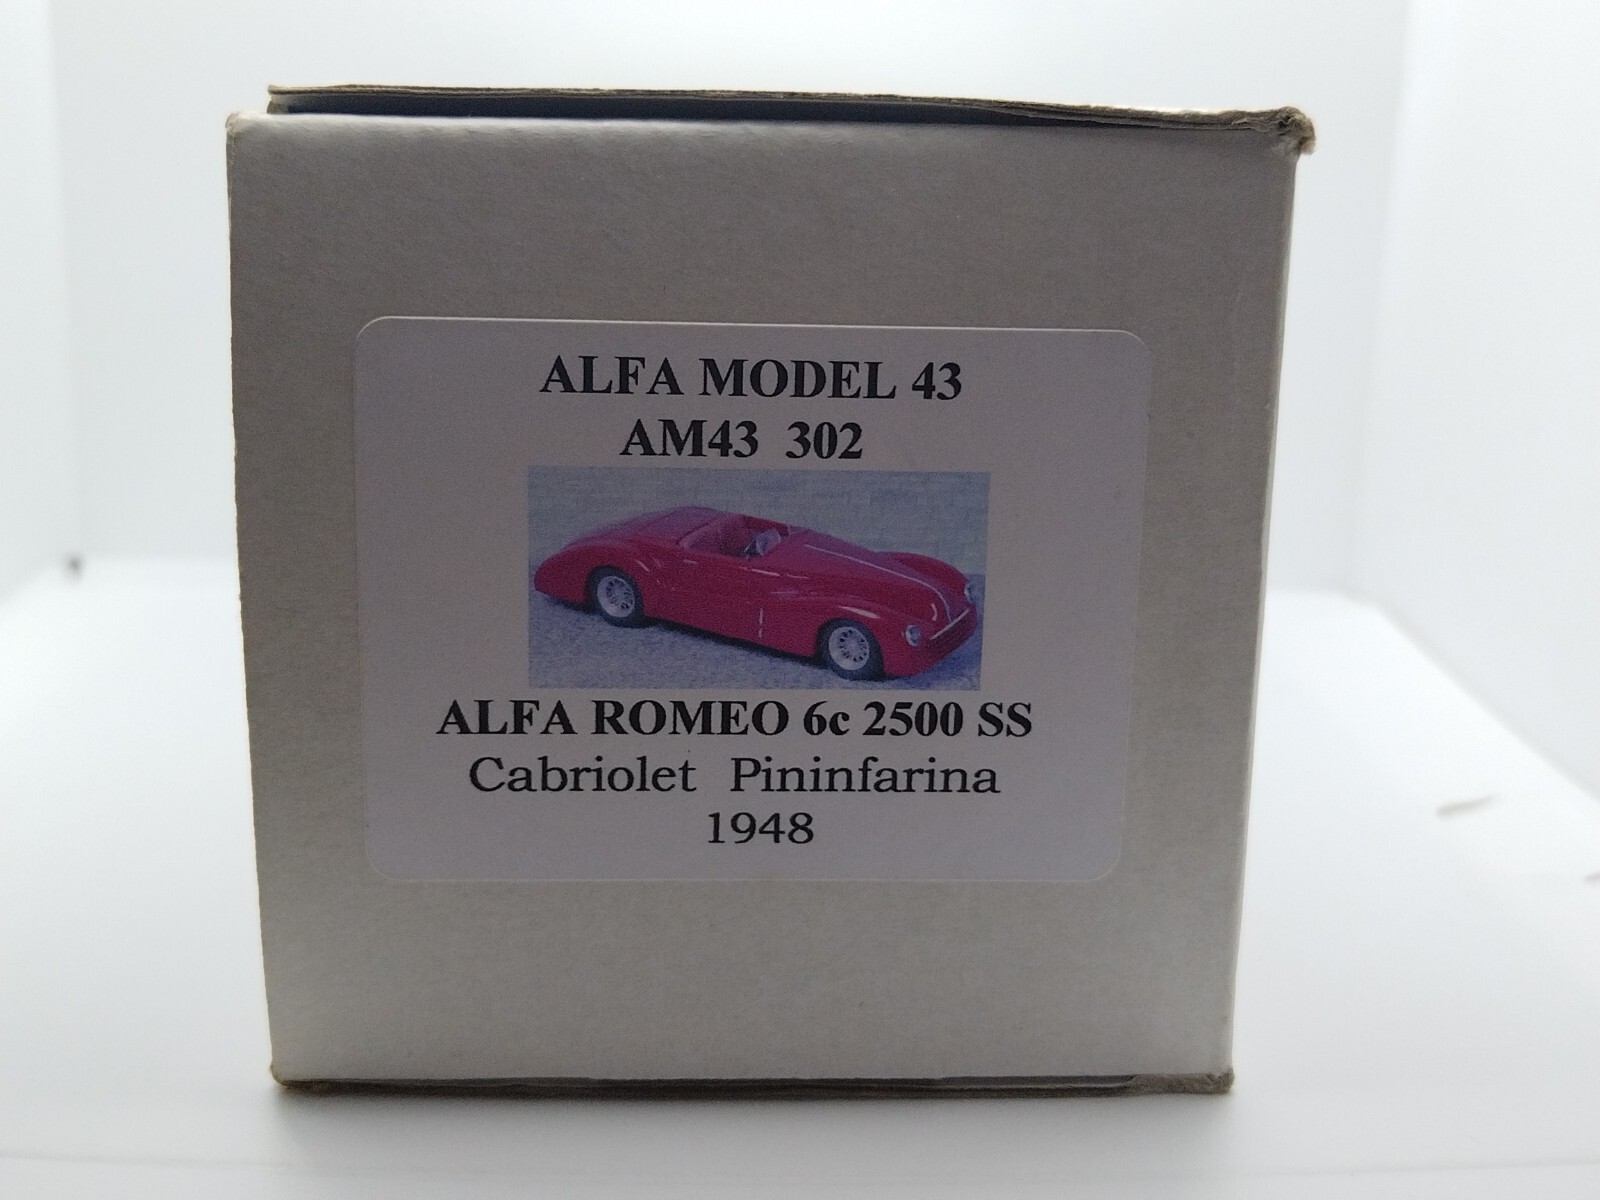 ALFA MODEL 43
AM43 302
ALFA ROMEO 6c 2500 SS
Cabriolet Pininfarina
1948